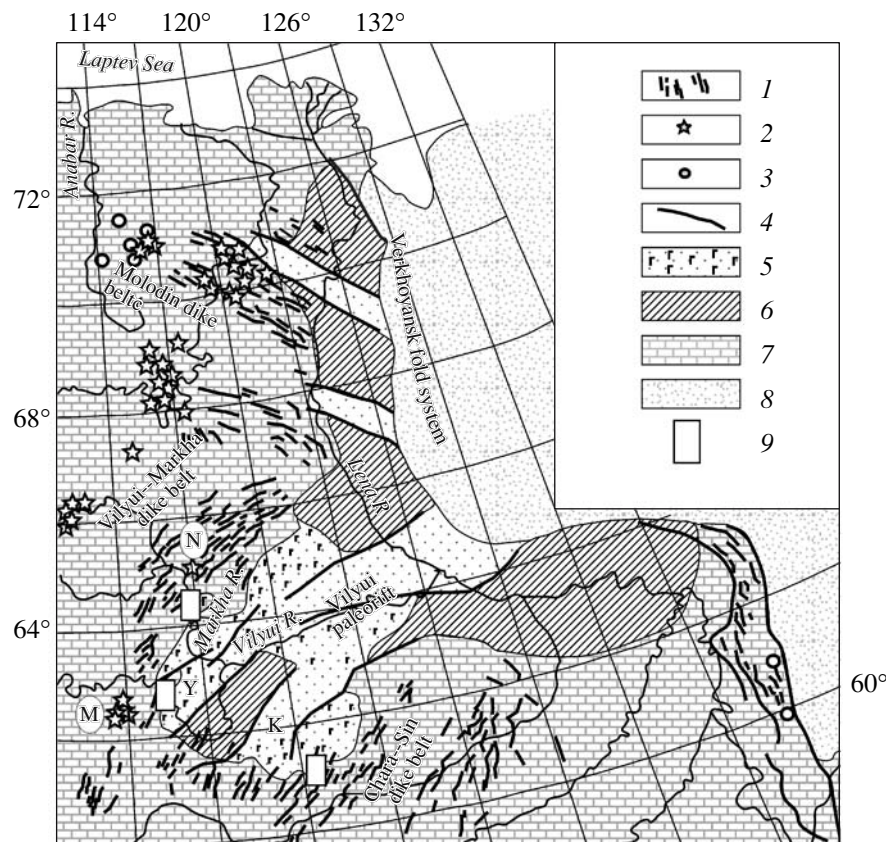 114° 120° 126° 132°
Laptev Sea
Anabar R.
72°
Molodin dike
belte
Verkhoyansk fold system
68°
Lena R
Vilyui--Markha
dike belt
N
Markha R.
Vilyui R.
Vilyui
paleorift
64°
60°
Y
M
K
Chara--Sin
dike belt
1
2
3
4
5
6
7
8
9